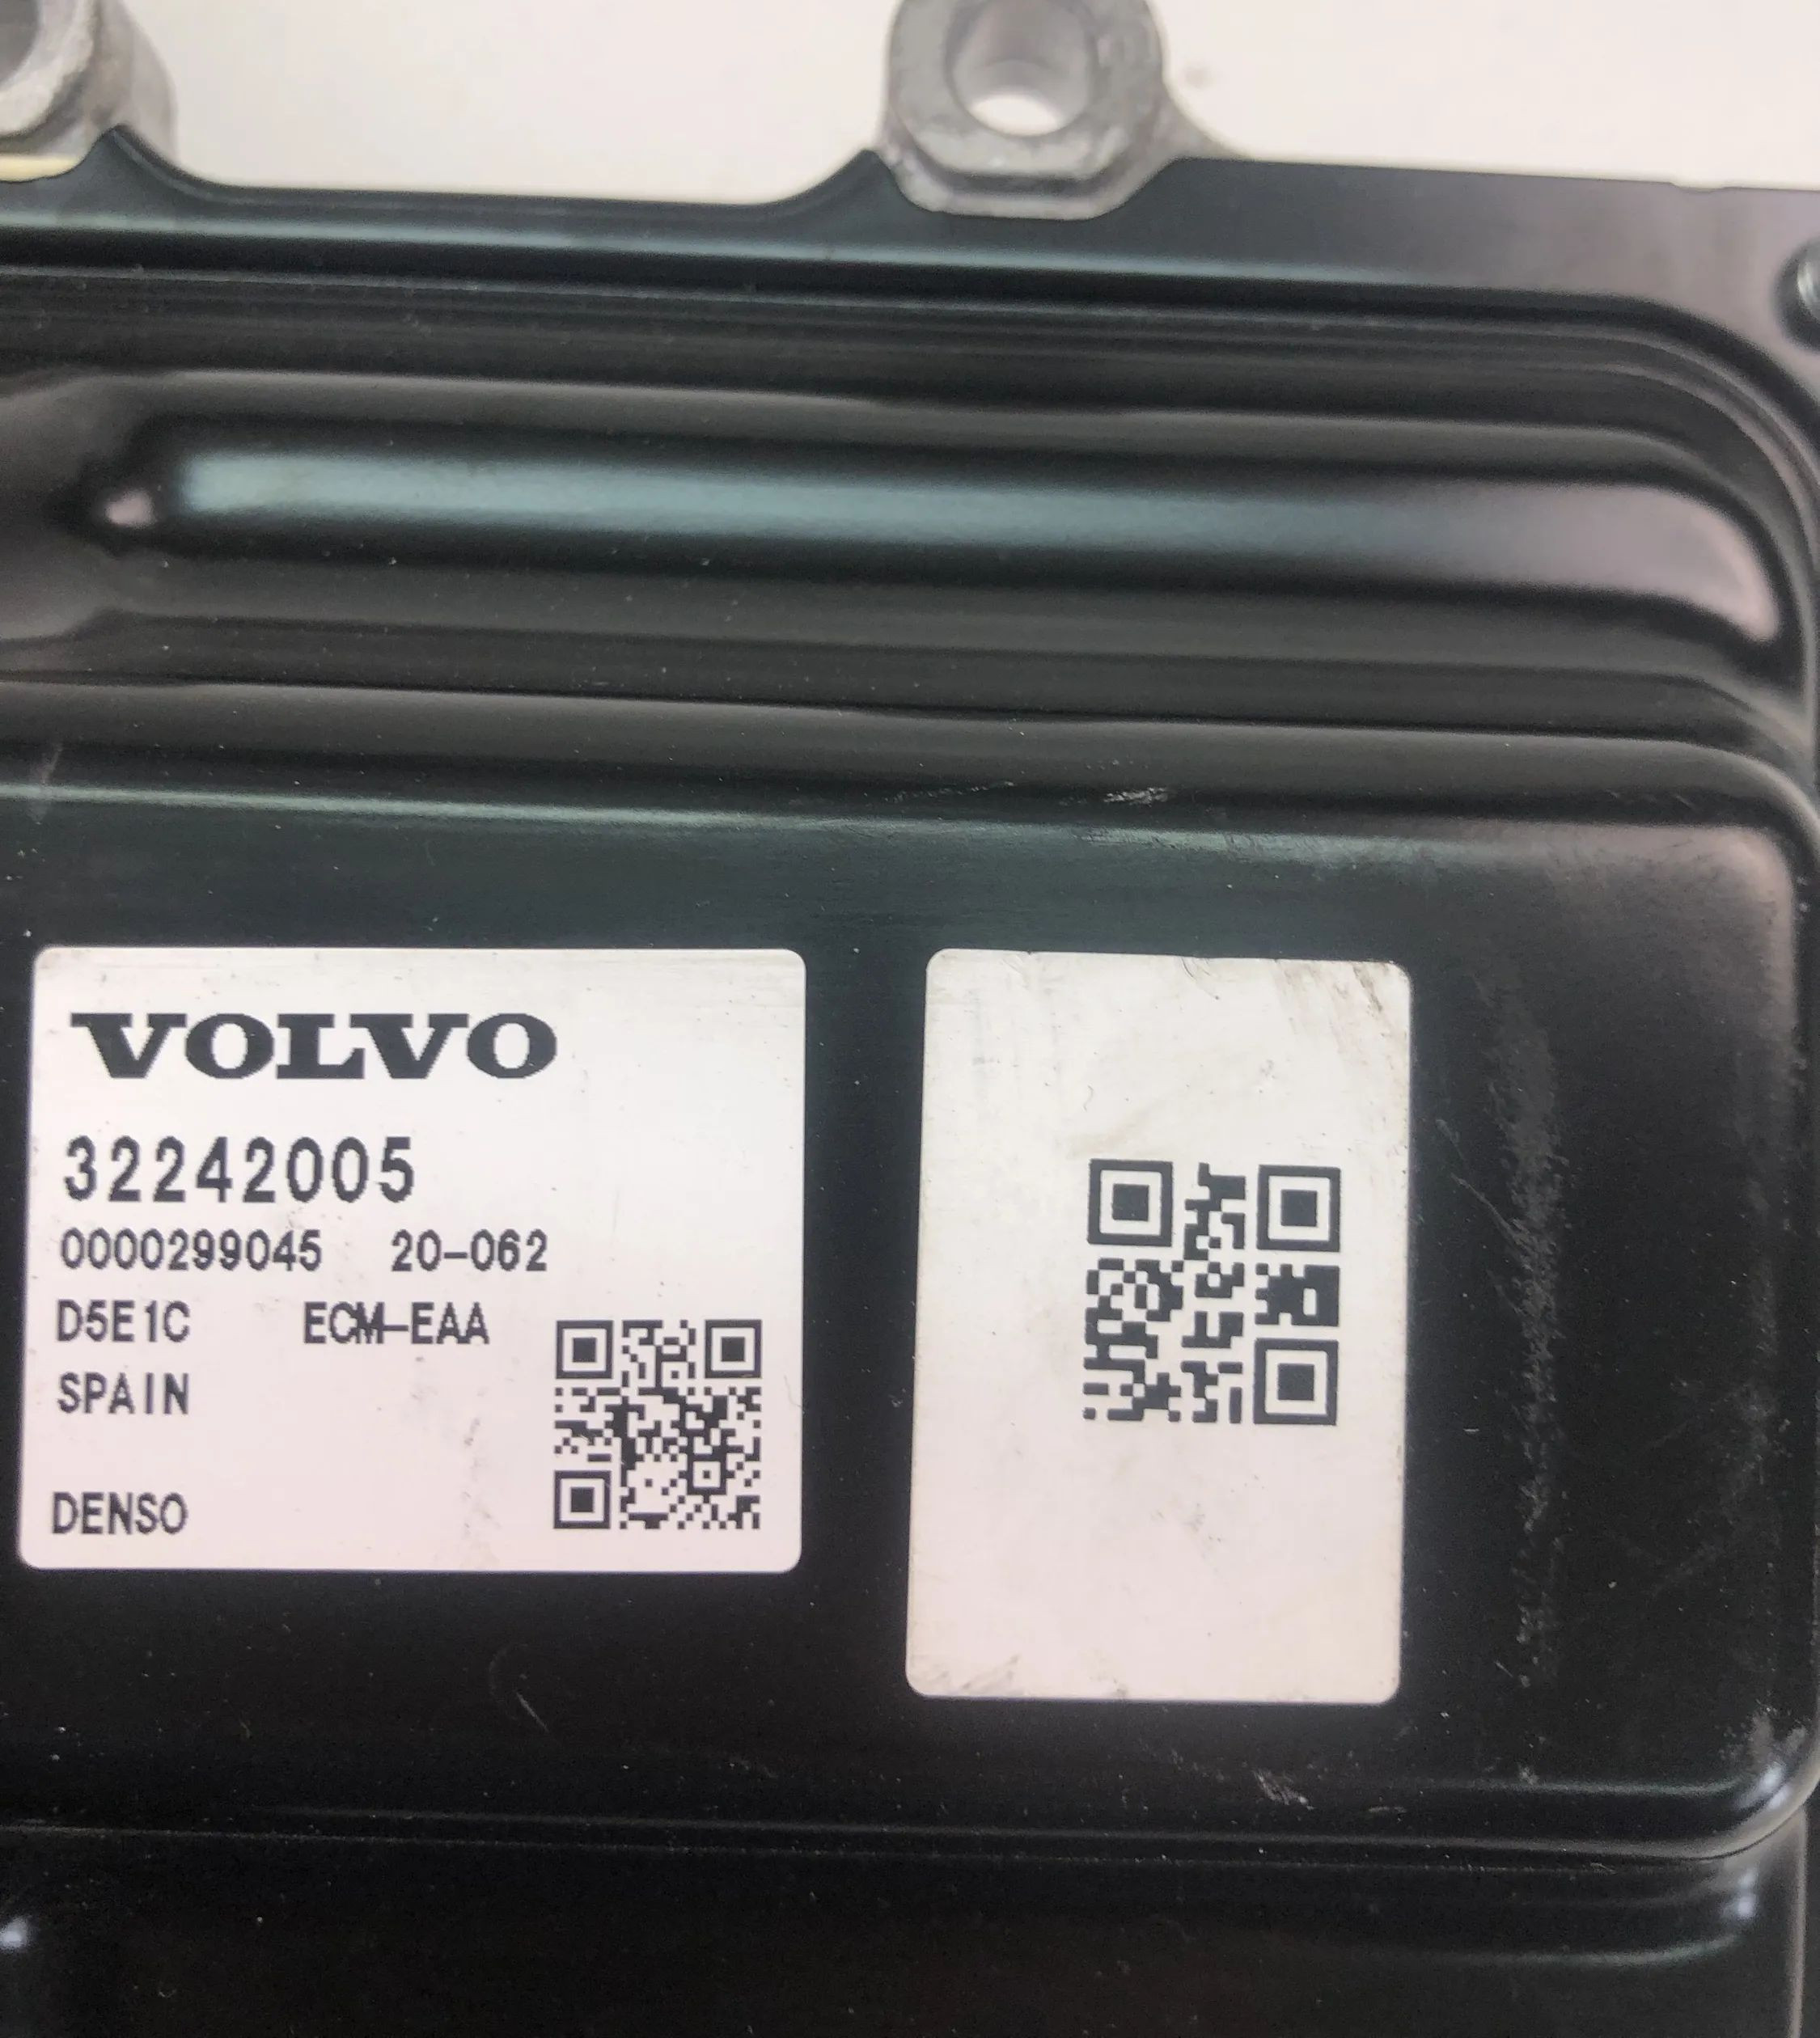 VOLVO
32242005
0000299045 20-062
D5E1C ECM-EAA
SPAIN
DENSO